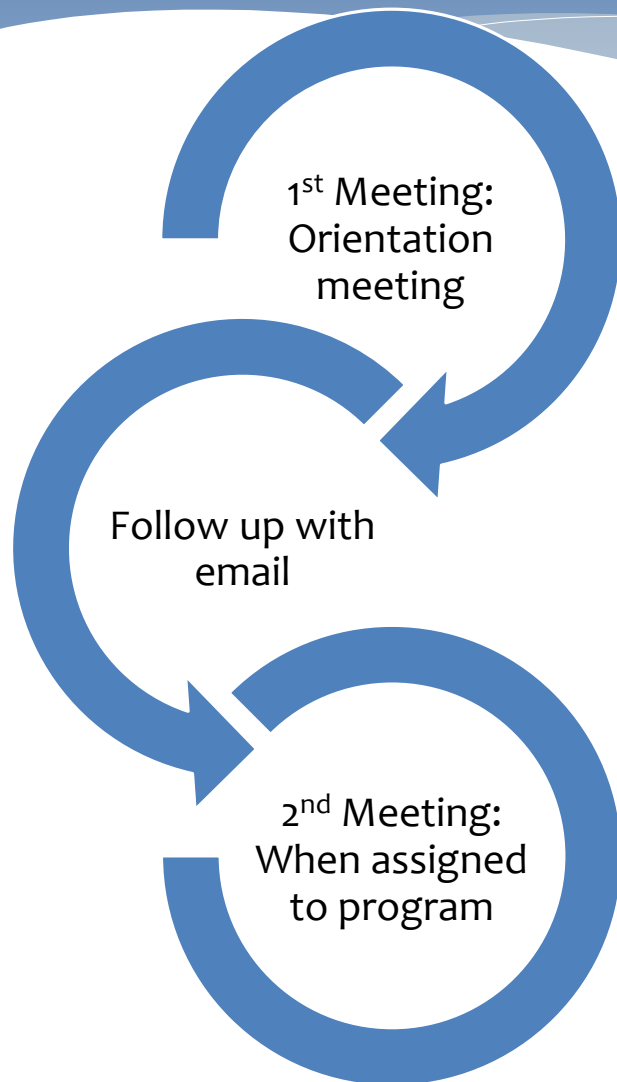 1st Meeting:
Orientation
meeting
Follow up with
email
2nd Meeting:
When assigned
to program